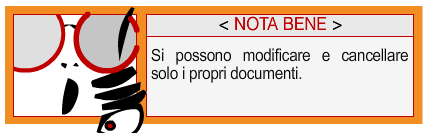 < NOTA BENE >
Si possono modificare e cancellare
solo i propri documenti.